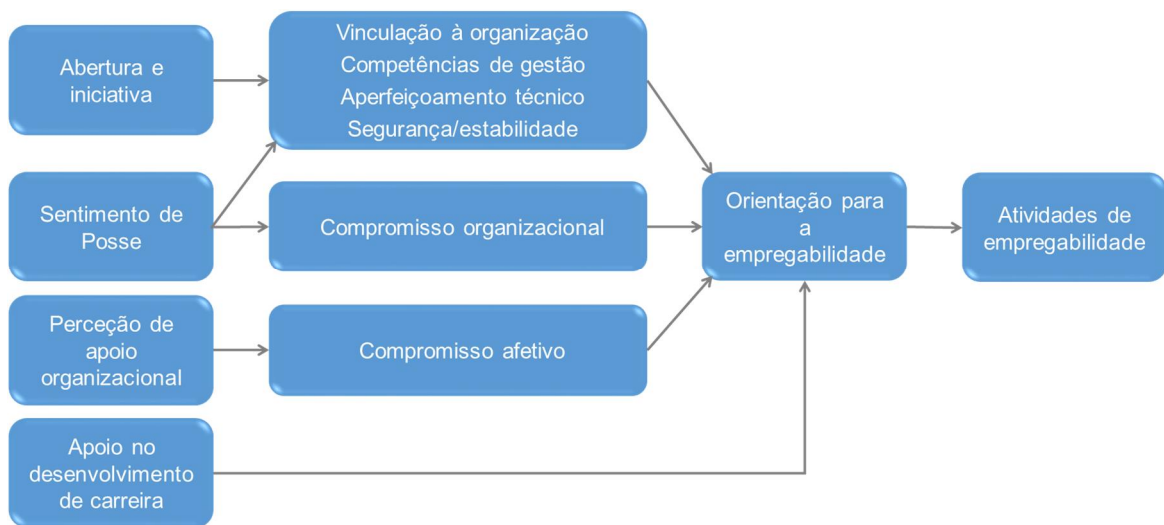 Abertura e
iniciativa
Vinculação à organização
Competências de gestão
Aperfeiçoamento técnico
Segurança/estabilidade
Sentimento de
Posse
Compromisso organizacional
Orientação para
a
empregabilidade
Atividades de
empregabilidade
Perceção de
apoio
organizacional
Compromisso afetivo
Apoio no
desenvolvimento
de carreira